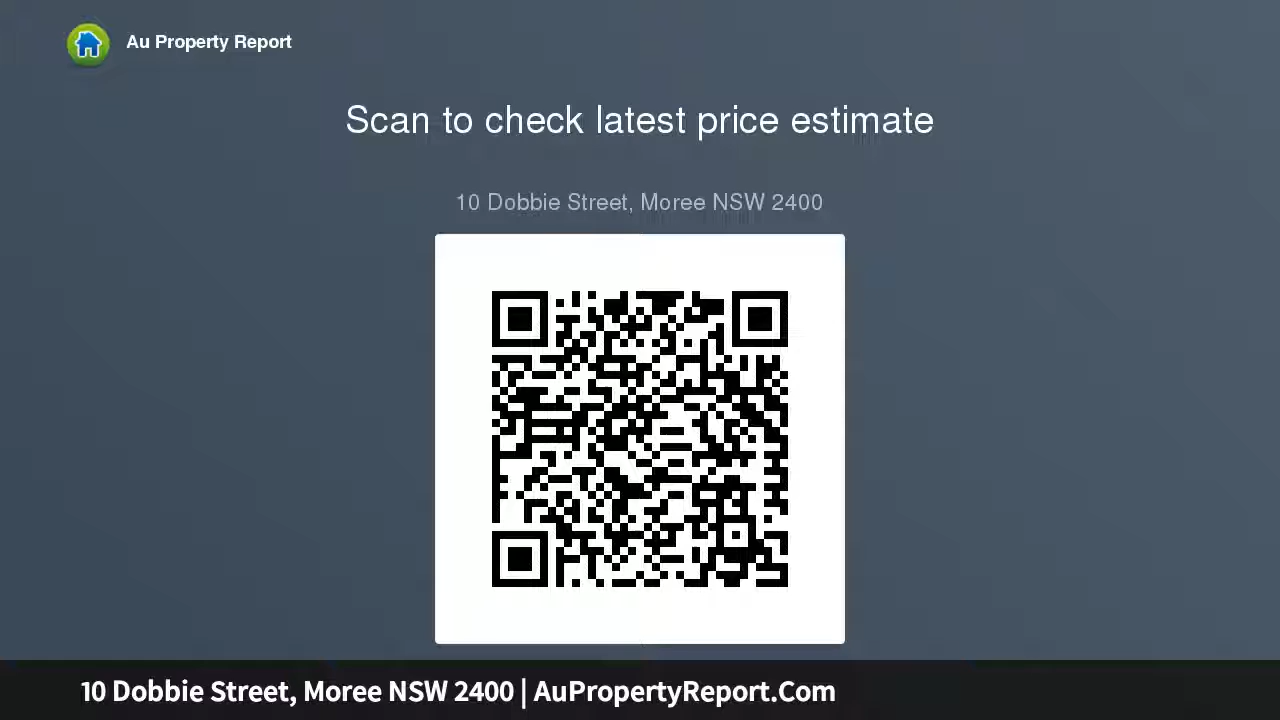 Au Property Report
Scan to check latest price estimate
10 Dobbie Street, Moree NSW 2400
10 Dobbie Street, Moree NSW 2400 | AuPropertyReport.Com